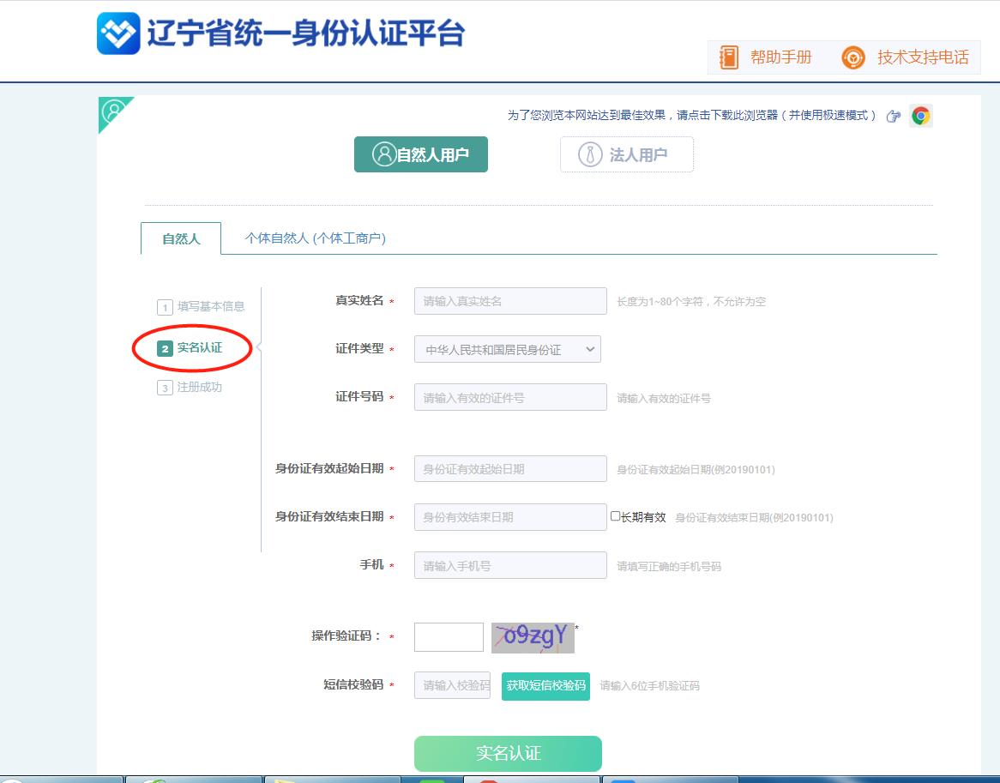 辽宁省统一身份认证平台
帮助手册 技术支持电话
为了您浏览本网站达到最佳效果，请点击下载此浏览器（并使用极速模式）
自然人用户 法人用户
自然人 个体自然人 (个体工商户)
1 填写基本信息
2 实名认证
3 注册成功
真实姓名 * 请输入真实姓名 长度为1~80个字符，不允许为空
证件类型 * 中华人民共和国居民身份证
证件号码 * 请输入有效的证件号 请输入有效的证件号
身份证有效起始日期 * 身份证有效起始日期 身份证有效起始日期(例20190101)
身份证有效结束日期 * 身份有效结束日期 长期有效 身份证有效结束日期(例20190101)
手机 * 请输入手机号 请填写正确的手机号码
操作验证码： * o9zgY *
短信校验码 * 请输入校验码 获取短信校验码 请输入6位手机验证码
实名认证